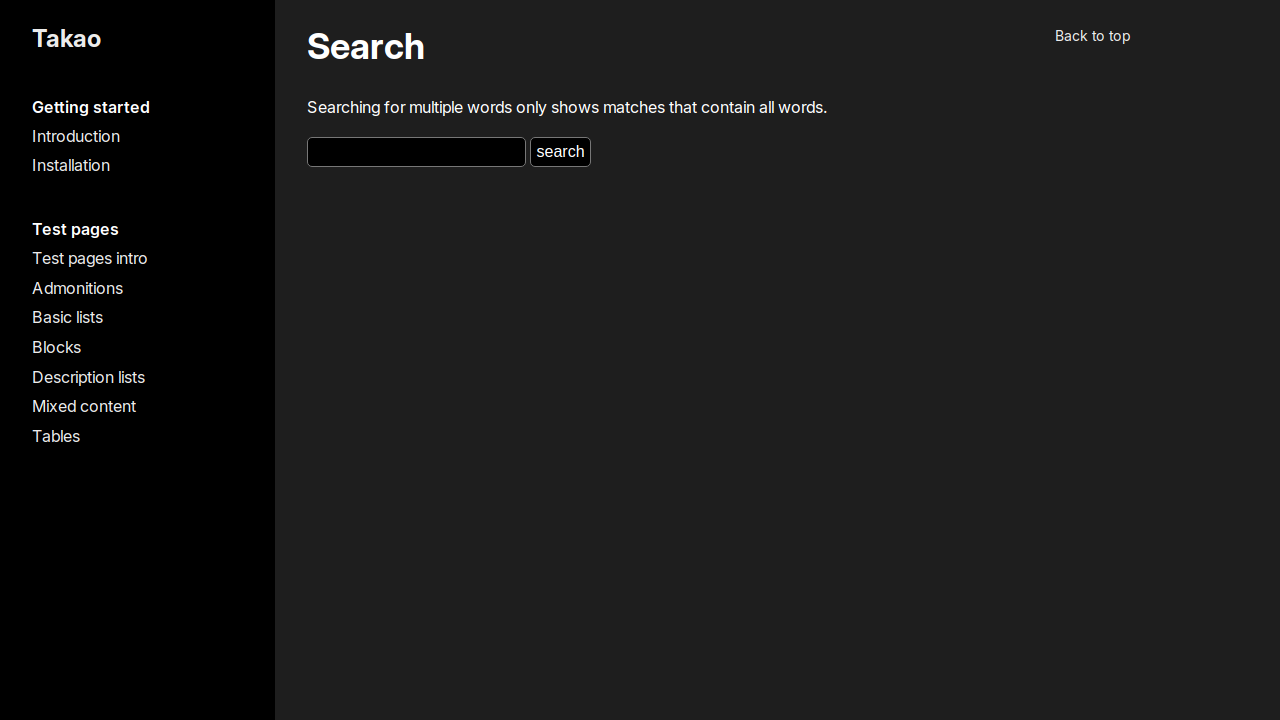 Takao
Getting started
Introduction
Installation
Test pages
Test pages intro
Admonitions
Basic lists
Blocks
Description lists
Mixed content
Tables
Search
Searching for multiple words only shows matches that contain all words.
search
Back to top